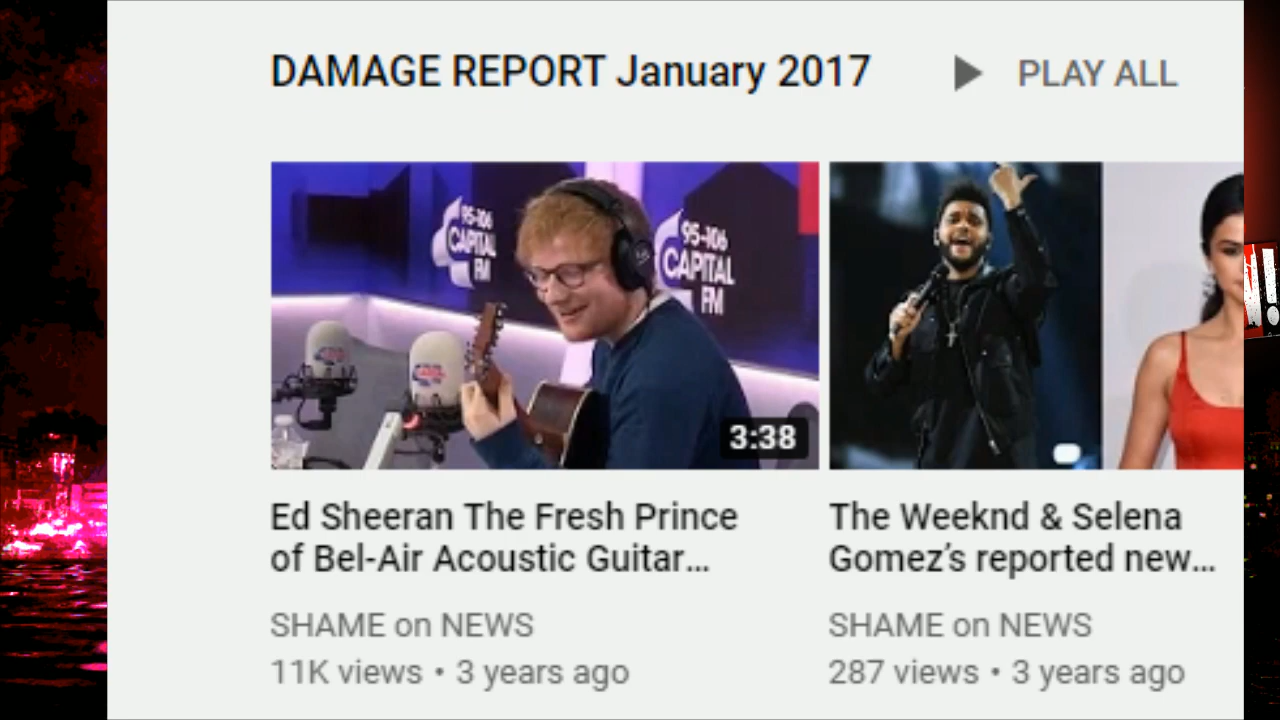 DAMAGE REPORT January 2017
PLAY ALL
95-106
CAPITAL
FM
95-106
CAPITAL
FM
3:38
Ed Sheeran The Fresh Prince
of Bel-Air Acoustic Guitar...
SHAME on NEWS
11K views • 3 years ago
The Weeknd & Selena
Gomez’s reported new...
SHAME on NEWS
287 views • 3 years ago